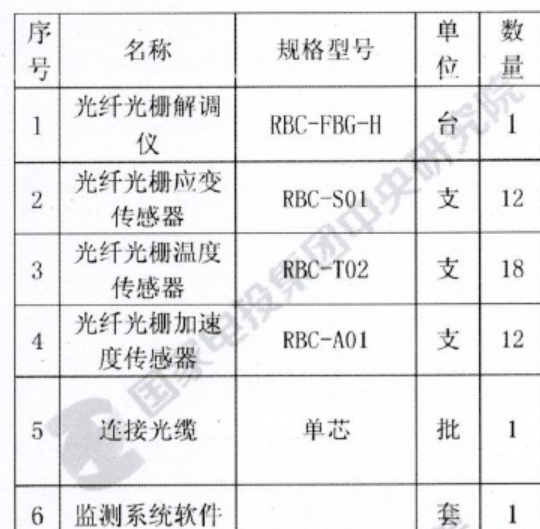 序号 名称 规格型号 单位 数量
1 光纤光栅解调仪 RBC-FBG-H 台 1
2 光纤光栅应变传感器 RBC-S01 支 12
3 光纤光栅温度传感器 RBC-T02 支 18
4 光纤光栅加速度传感器 RBC-A01 支 12
5 连接光缆 单芯 批 1
6 监测系统软件 套 1
国家电投集团中央研究院